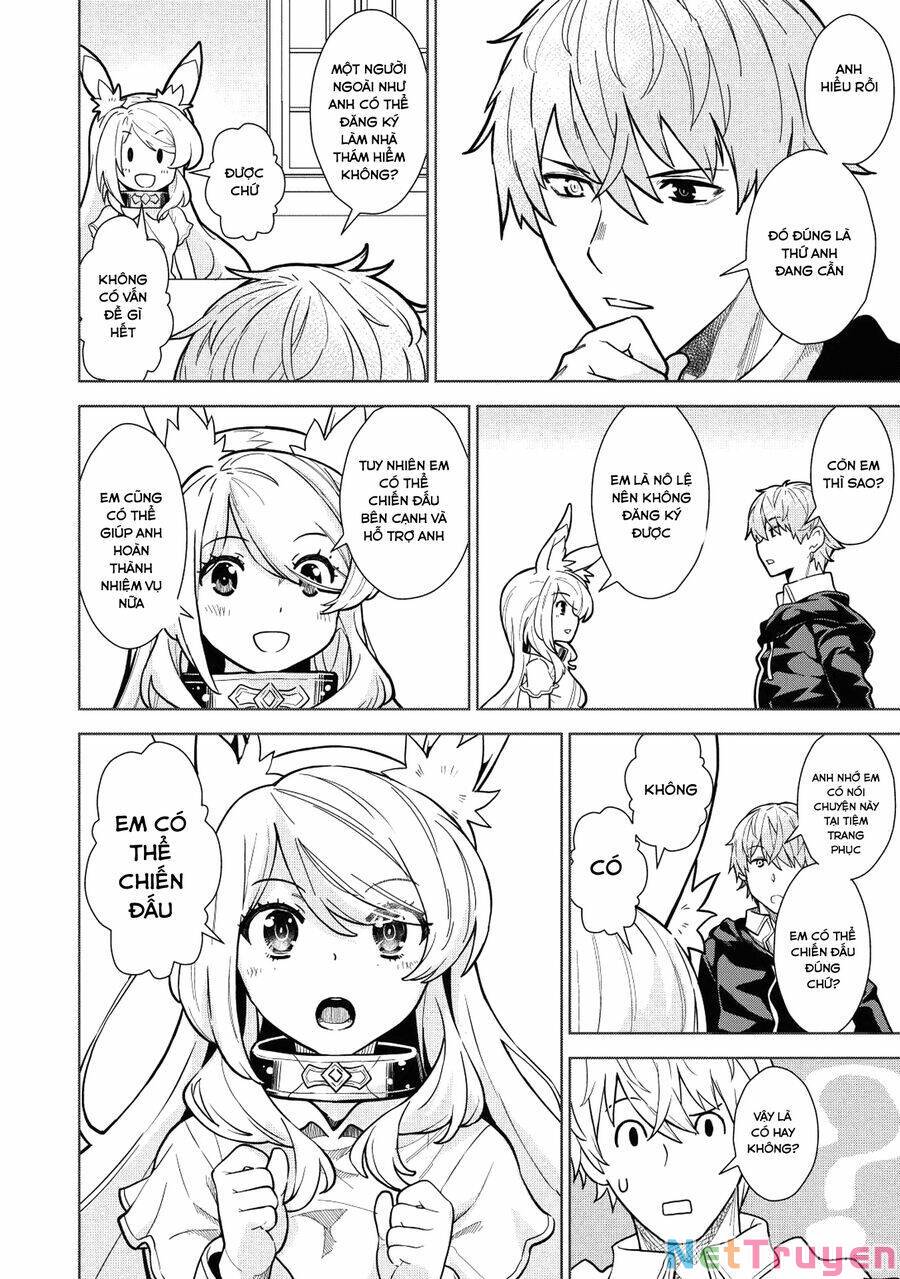 ANH
HIỂU RỒI
ĐÓ ĐÚNG LÀ
THỨ ANH
ĐANG CẦN
MỘT NGƯỜI
NGOÀI NHƯ
ANH CÓ THỂ
ĐĂNG KÝ
LÀM NHÀ
THÁM HIỂM
KHÔNG?
ĐƯỢC
CHỨ
KHÔNG
CÓ VẤN
ĐỀ GÌ
HẾT
CÒN EM
THÌ SAO?
EM LÀ NÔ LỆ
NÊN KHÔNG
ĐĂNG KÝ
ĐƯỢC
TUY NHIÊN EM
CÓ THỂ
CHIẾN ĐẤU
BÊN CẠNH VÀ
HỖ TRỢ ANH
EM CŨNG
CÓ THỂ
GIÚP ANH
HOÀN
THÀNH
NHIỆM VỤ
NỮA
ANH NHỚ EM
CÓ NÓI
CHUYỆN NÀY
TẠI TIỆM
TRANG
PHỤC
EM CÓ THỂ
CHIẾN ĐẤU
ĐÚNG
CHỨ?
KHÔNG
CÓ
VẬY LÀ
CÓ HAY
KHÔNG?
?
EM CÓ
THỂ
CHIẾN
ĐẤU
NetTruyen